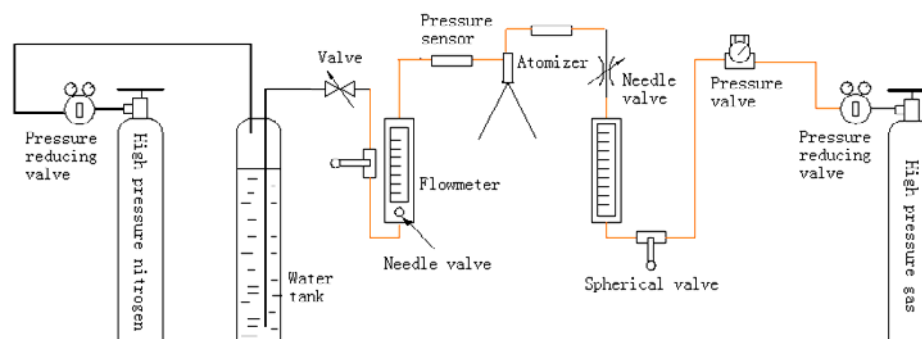 Pressure
sensor
Valve
Atomizer
Needle
valve
Pressure
valve
Pressure
reducing
valve
High pressure nitrogen
Flowmeter
Needle valve
Water
tank
Spherical valve
Pressure
reducing
valve
High pressure gas